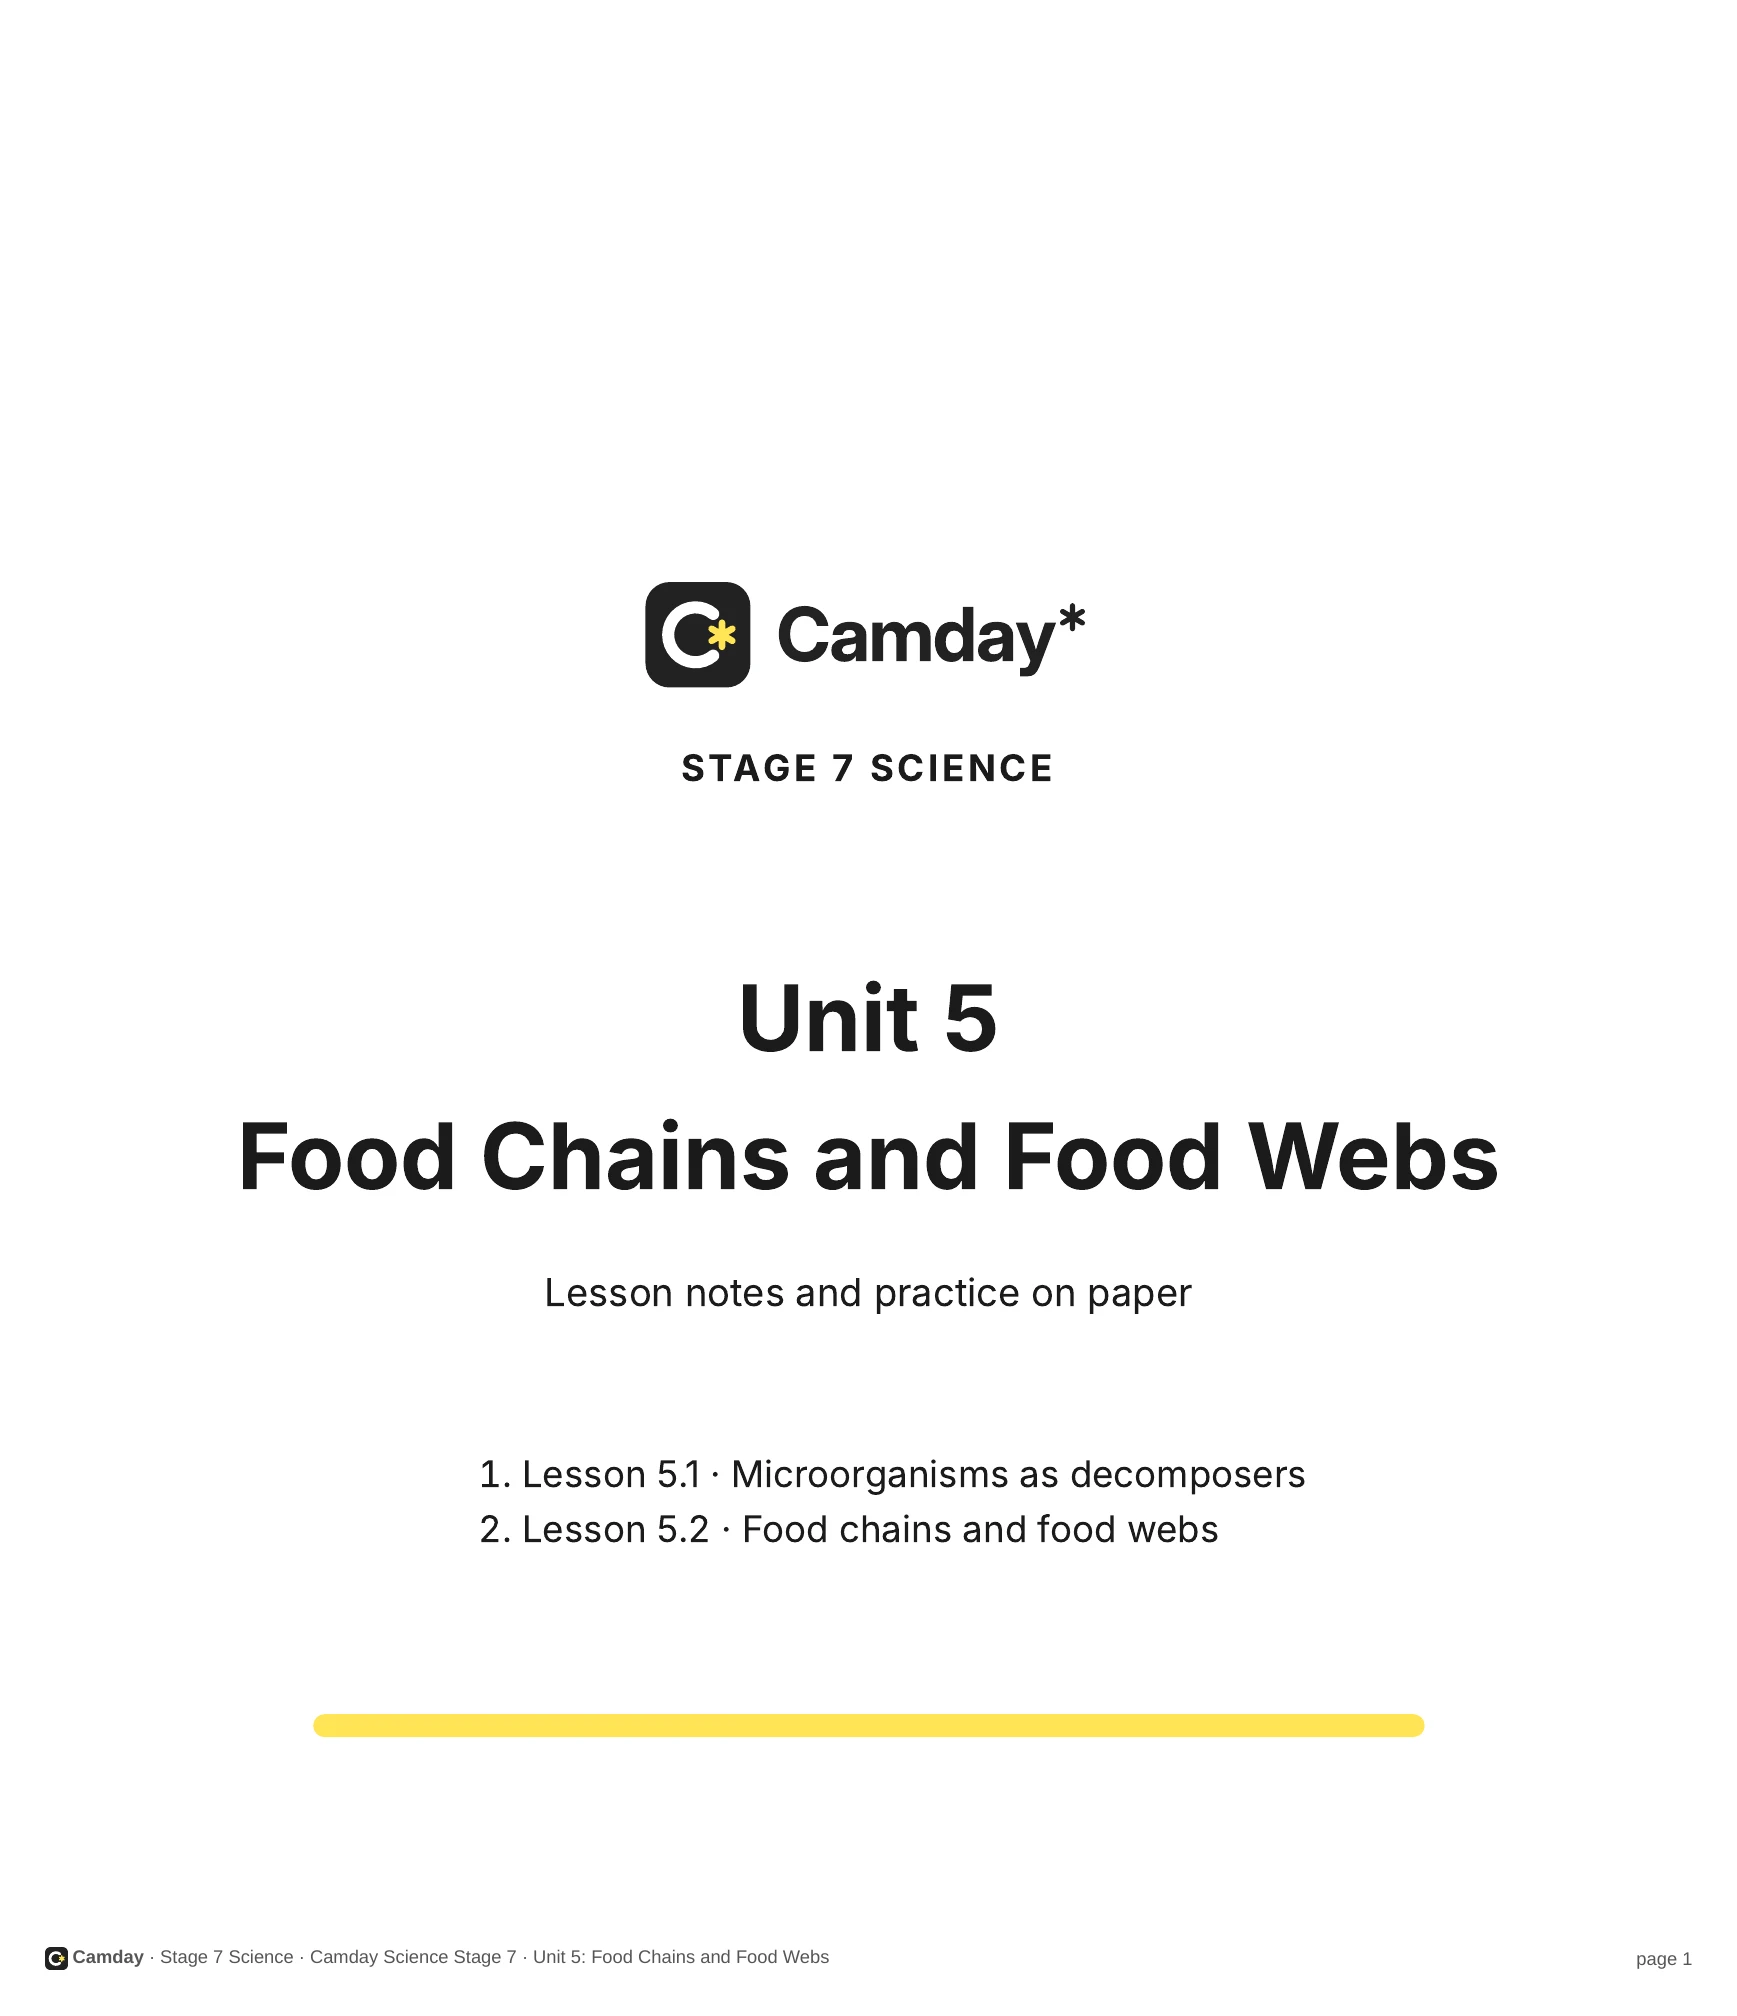 Camday*
STAGE 7 SCIENCE
Unit 5
Food Chains and Food Webs
Lesson notes and practice on paper
1. Lesson 5.1 · Microorganisms as decomposers
2. Lesson 5.2 · Food chains and food webs
Camday · Stage 7 Science · Camday Science Stage 7 · Unit 5: Food Chains and Food Webs
page 1